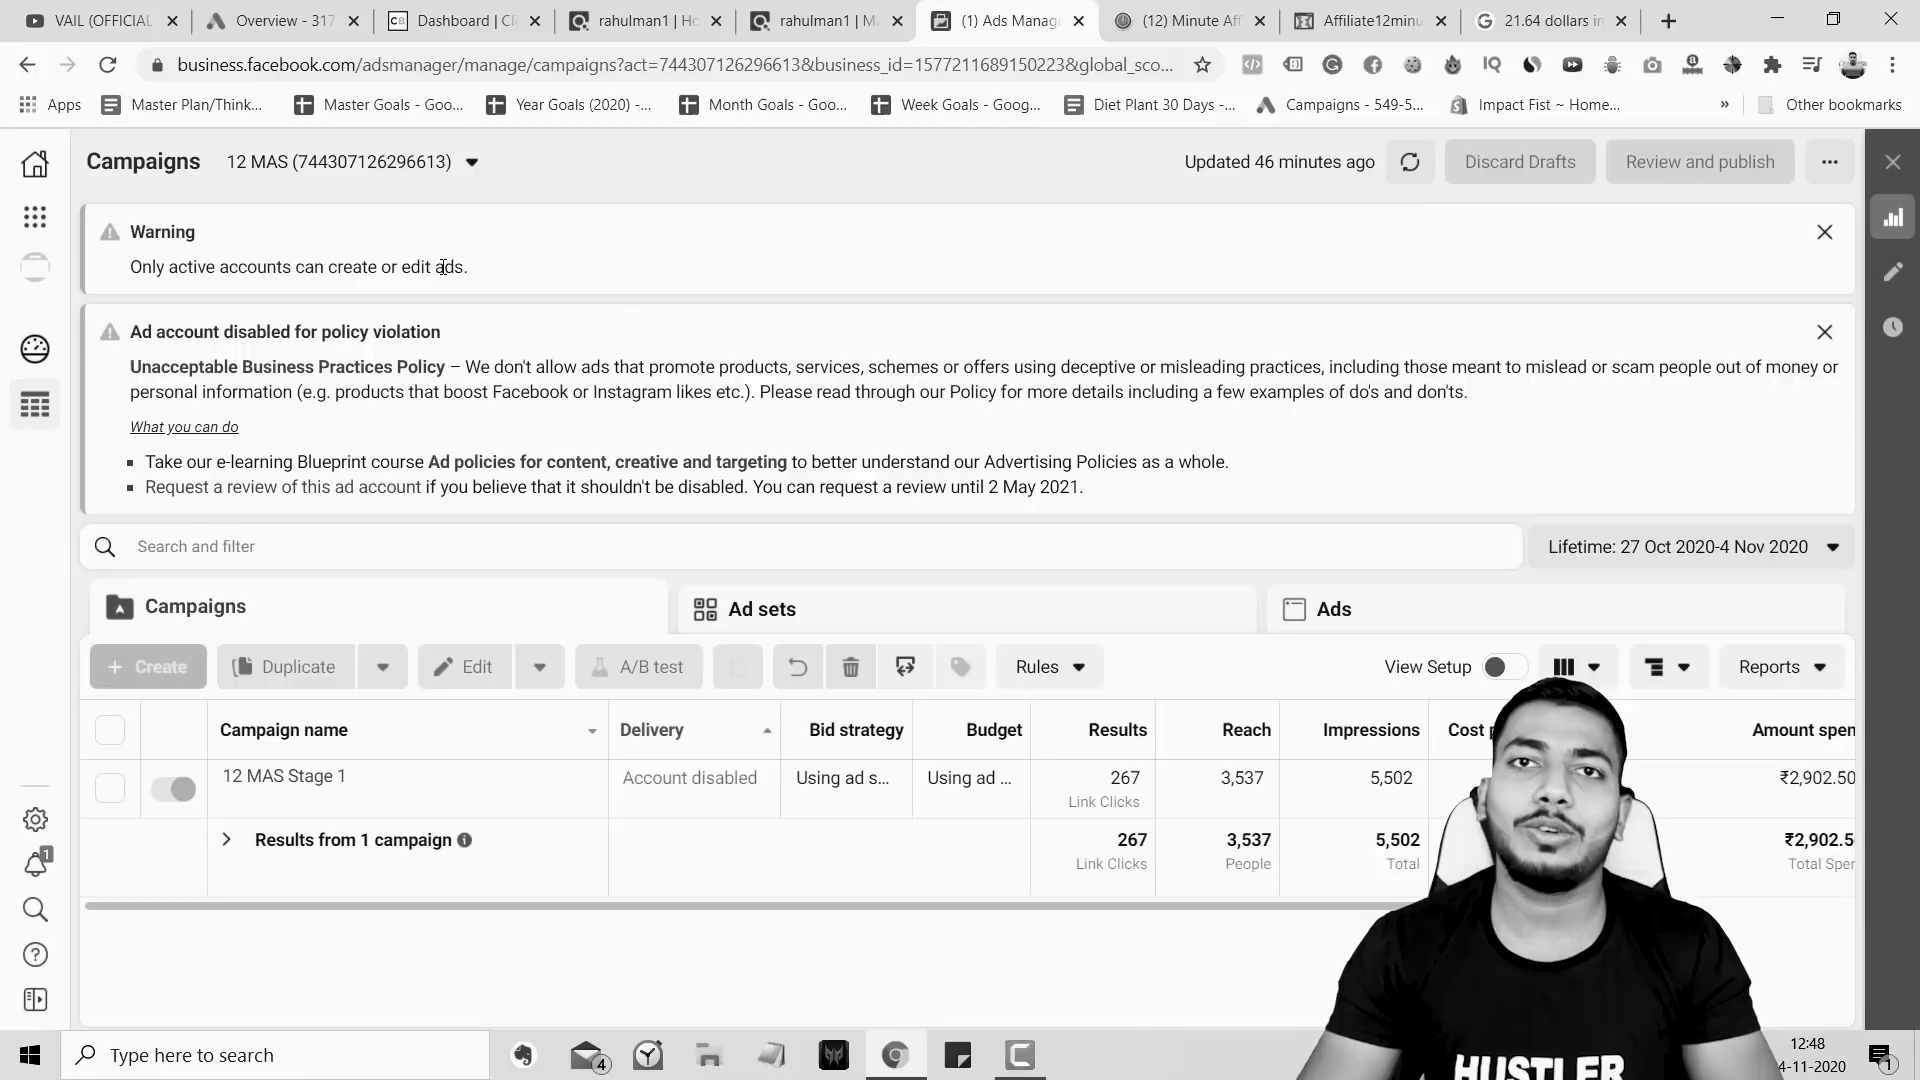 VAIL (OFFICIAL
Overview - 317
Dashboard | Cli
rahulman1 | Ho
rahulman1 | M
(1) Ads Manage
(12) Minute Aff
Affiliate12minu
21.64 dollars in
business.facebook.com/adsmanager/manage/campaigns?act=744307126296613&business_id=1577211689150223&global_sco...
Apps
Master Plan/Think...
Master Goals - Goo...
Year Goals (2020) -...
Month Goals - Goo...
Week Goals - Goog...
Diet Plant 30 Days -...
Campaigns - 549-5...
Impact Fist ~ Home...
»
Other bookmarks
Campaigns
12 MAS (744307126296613)
Updated 46 minutes ago
Discard Drafts
Review and publish
Warning
Only active accounts can create or edit ads.
Ad account disabled for policy violation
Unacceptable Business Practices Policy – We don't allow ads that promote products, services, schemes or offers using deceptive or misleading practices, including those meant to mislead or scam people out of money or
personal information (e.g. products that boost Facebook or Instagram likes etc.). Please read through our Policy for more details including a few examples of do's and don'ts.
What you can do
Take our e-learning Blueprint course Ad policies for content, creative and targeting to better understand our Advertising Policies as a whole.
Request a review of this ad account if you believe that it shouldn't be disabled. You can request a review until 2 May 2021.
Search and filter
Lifetime: 27 Oct 2020-4 Nov 2020
Campaigns
Ad sets
Ads
+ Create
Duplicate
Edit
A/B test
Rules
View Setup
Reports
Campaign name
Delivery
Bid strategy
Budget
Results
Reach
Impressions
Cost p
Amount spen
12 MAS Stage 1
Account disabled
Using ad s...
Using ad ...
267
Link Clicks
3,537
5,502
₹2,902.50
Results from 1 campaign
267
Link Clicks
3,537
People
5,502
Total
₹2,902.5
Total Spen
1
HUSTLER
Type here to search
4
12:48
4-11-2020
1